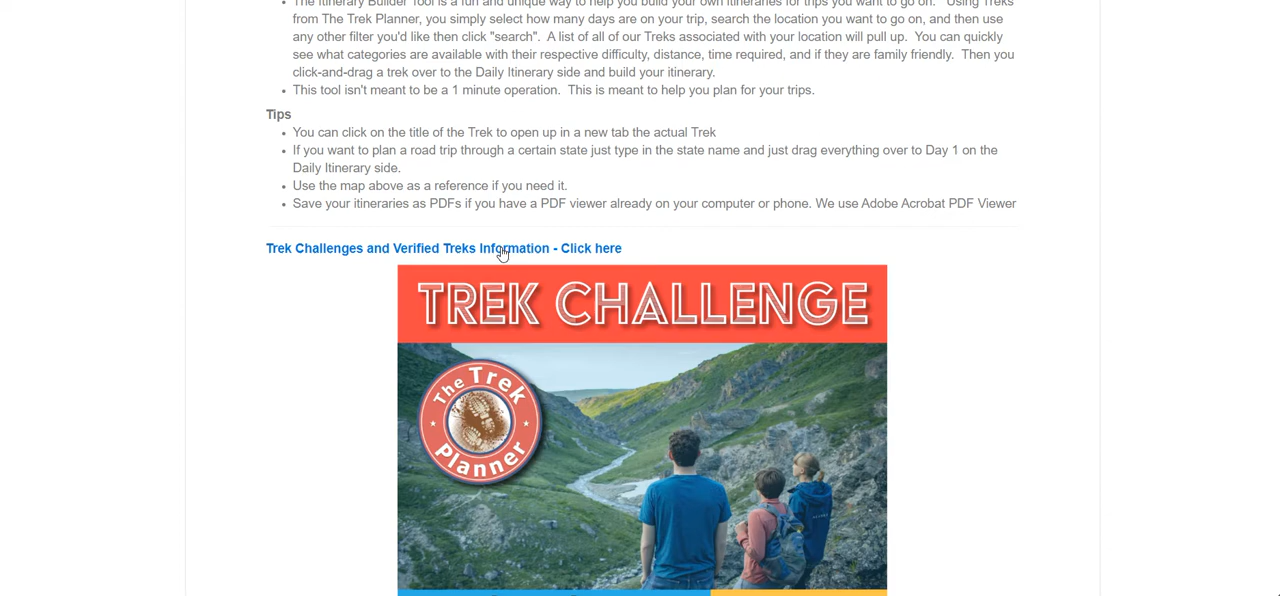 The Itinerary Builder Tool is a fun and unique way to help you build your own itineraries for trips you want to go on. Using Treks
from The Trek Planner, you simply select how many days are on your trip, search the location you want to go on, and then use
any other filter you'd like then click "search". A list of all of our Treks associated with your location will pull up. You can quickly
see what categories are available with their respective difficulty, distance, time required, and if they are family friendly. Then you
click-and-drag a trek over to the Daily Itinerary side and build your itinerary.
This tool isn't meant to be a 1 minute operation. This is meant to help you plan for your trips.
Tips
You can click on the title of the Trek to open up in a new tab the actual Trek
If you want to plan a road trip through a certain state just type in the state name and just drag everything over to Day 1 on the
Daily Itinerary side.
Use the map above as a reference if you need it.
Save your itineraries as PDFs if you have a PDF viewer already on your computer or phone. We use Adobe Acrobat PDF Viewer
Trek Challenges and Verified Treks Information - Click here
TREK CHALLENGE
The Trek
Planner